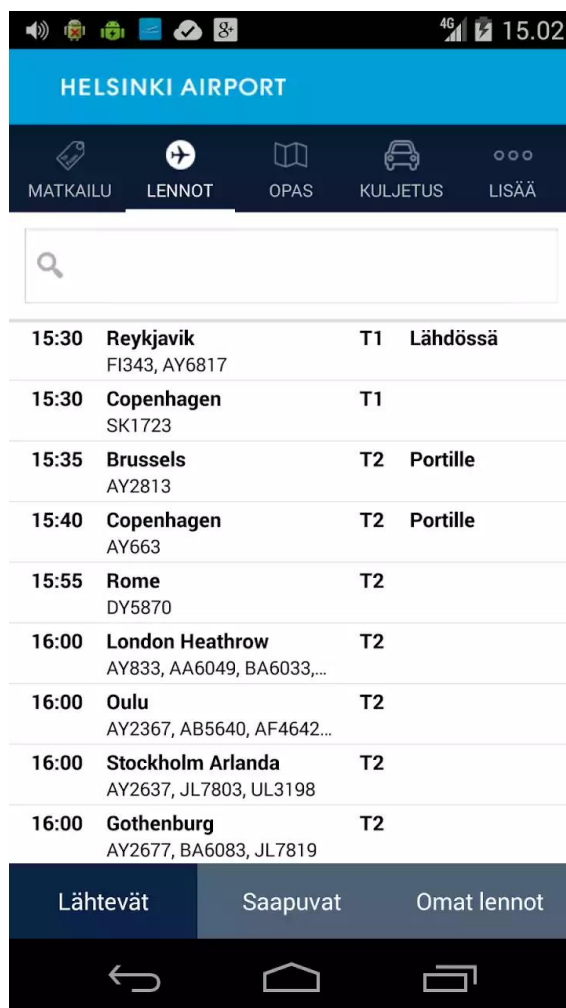 8+ 4G 15.02
HELSINKI AIRPORT
MATKAILU LENNOT OPAS KULJETUS LISÄÄ
15:30 Reykjavik T1 Lähdössä
FI343, AY6817
15:30 Copenhagen T1
SK1723
15:35 Brussels T2 Portille
AY2813
15:40 Copenhagen T2 Portille
AY663
15:55 Rome T2
DY5870
16:00 London Heathrow T2
AY833, AA6049, BA6033,...
16:00 Oulu T2
AY2367, AB5640, AF4642...
16:00 Stockholm Arlanda T2
AY2637, JL7803, UL3198
16:00 Gothenburg T2
AY2677, BA6083, JL7819
Lähtevät Saapuvat Omat lennot